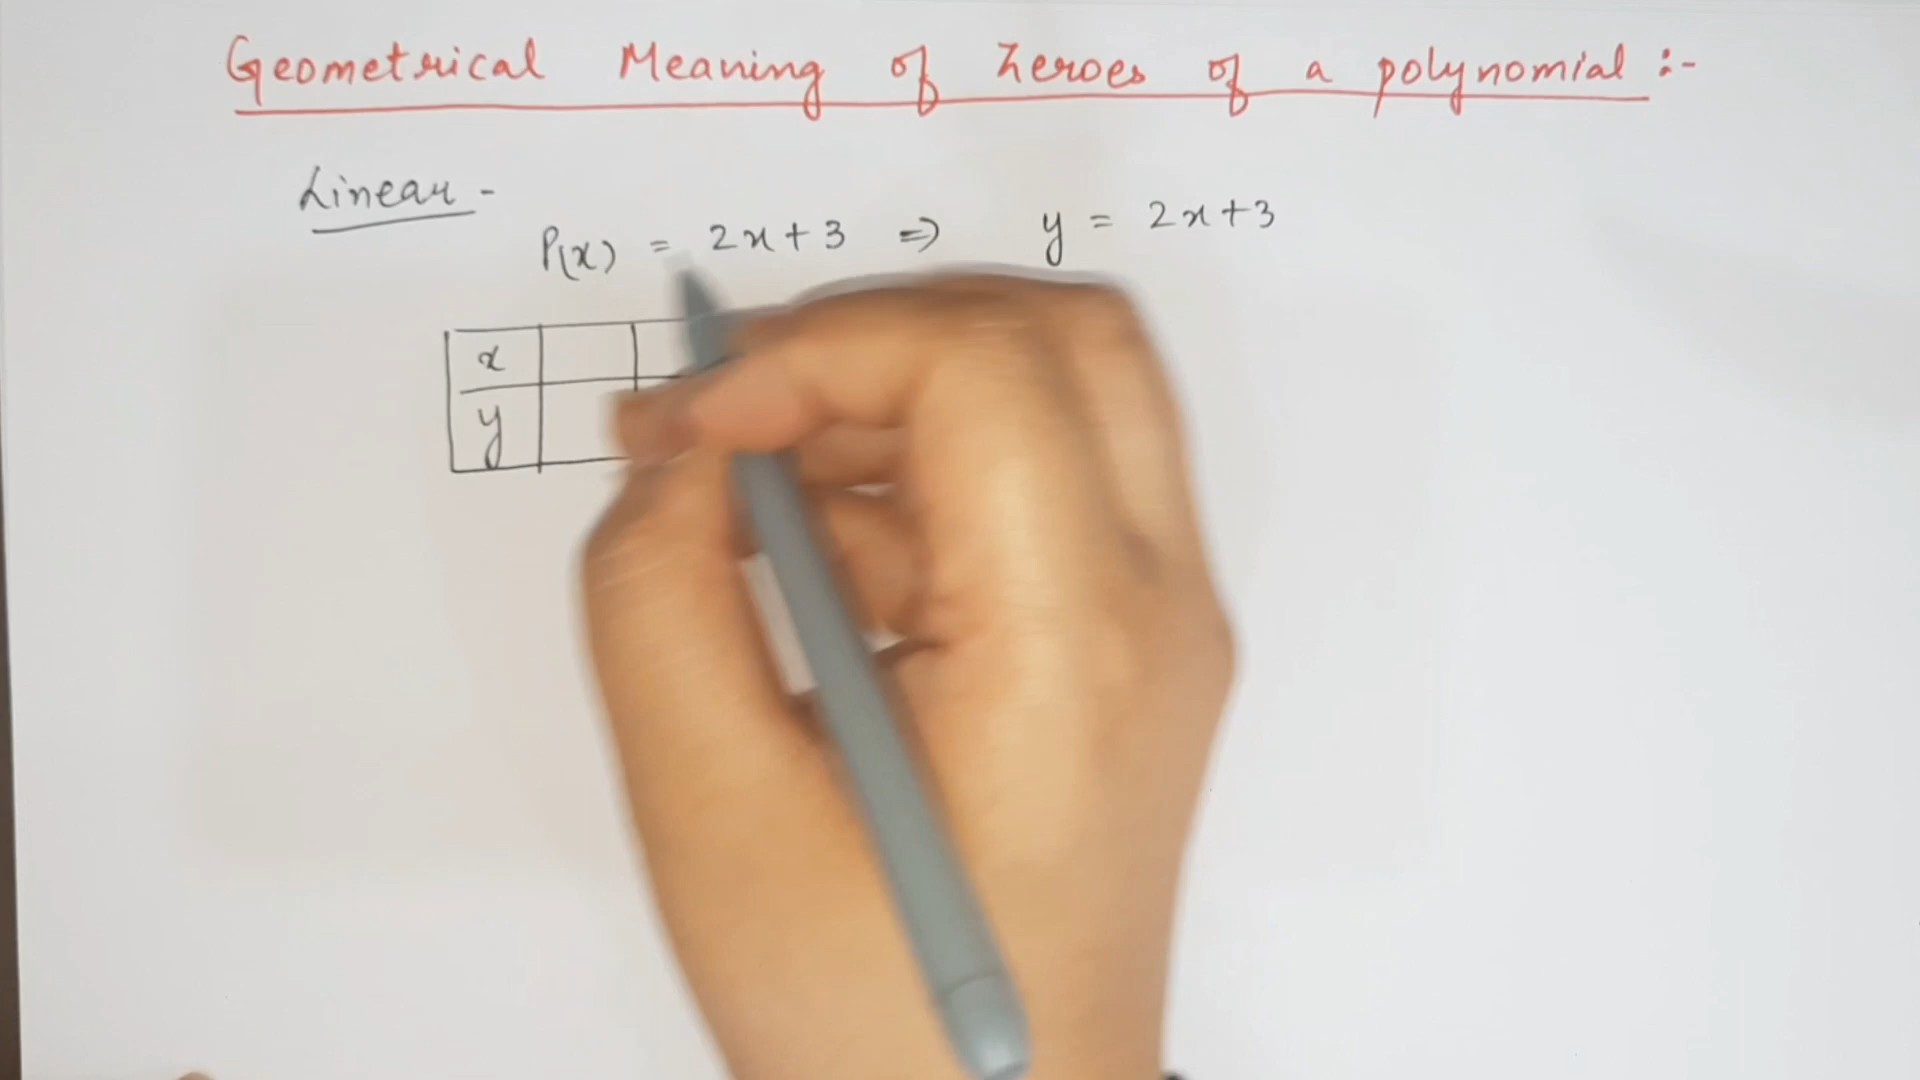 Geometrical Meaning of Zeroes of a polynomial :-
Linear -
P(x) = 2x+3 => y = 2x+3
x
y